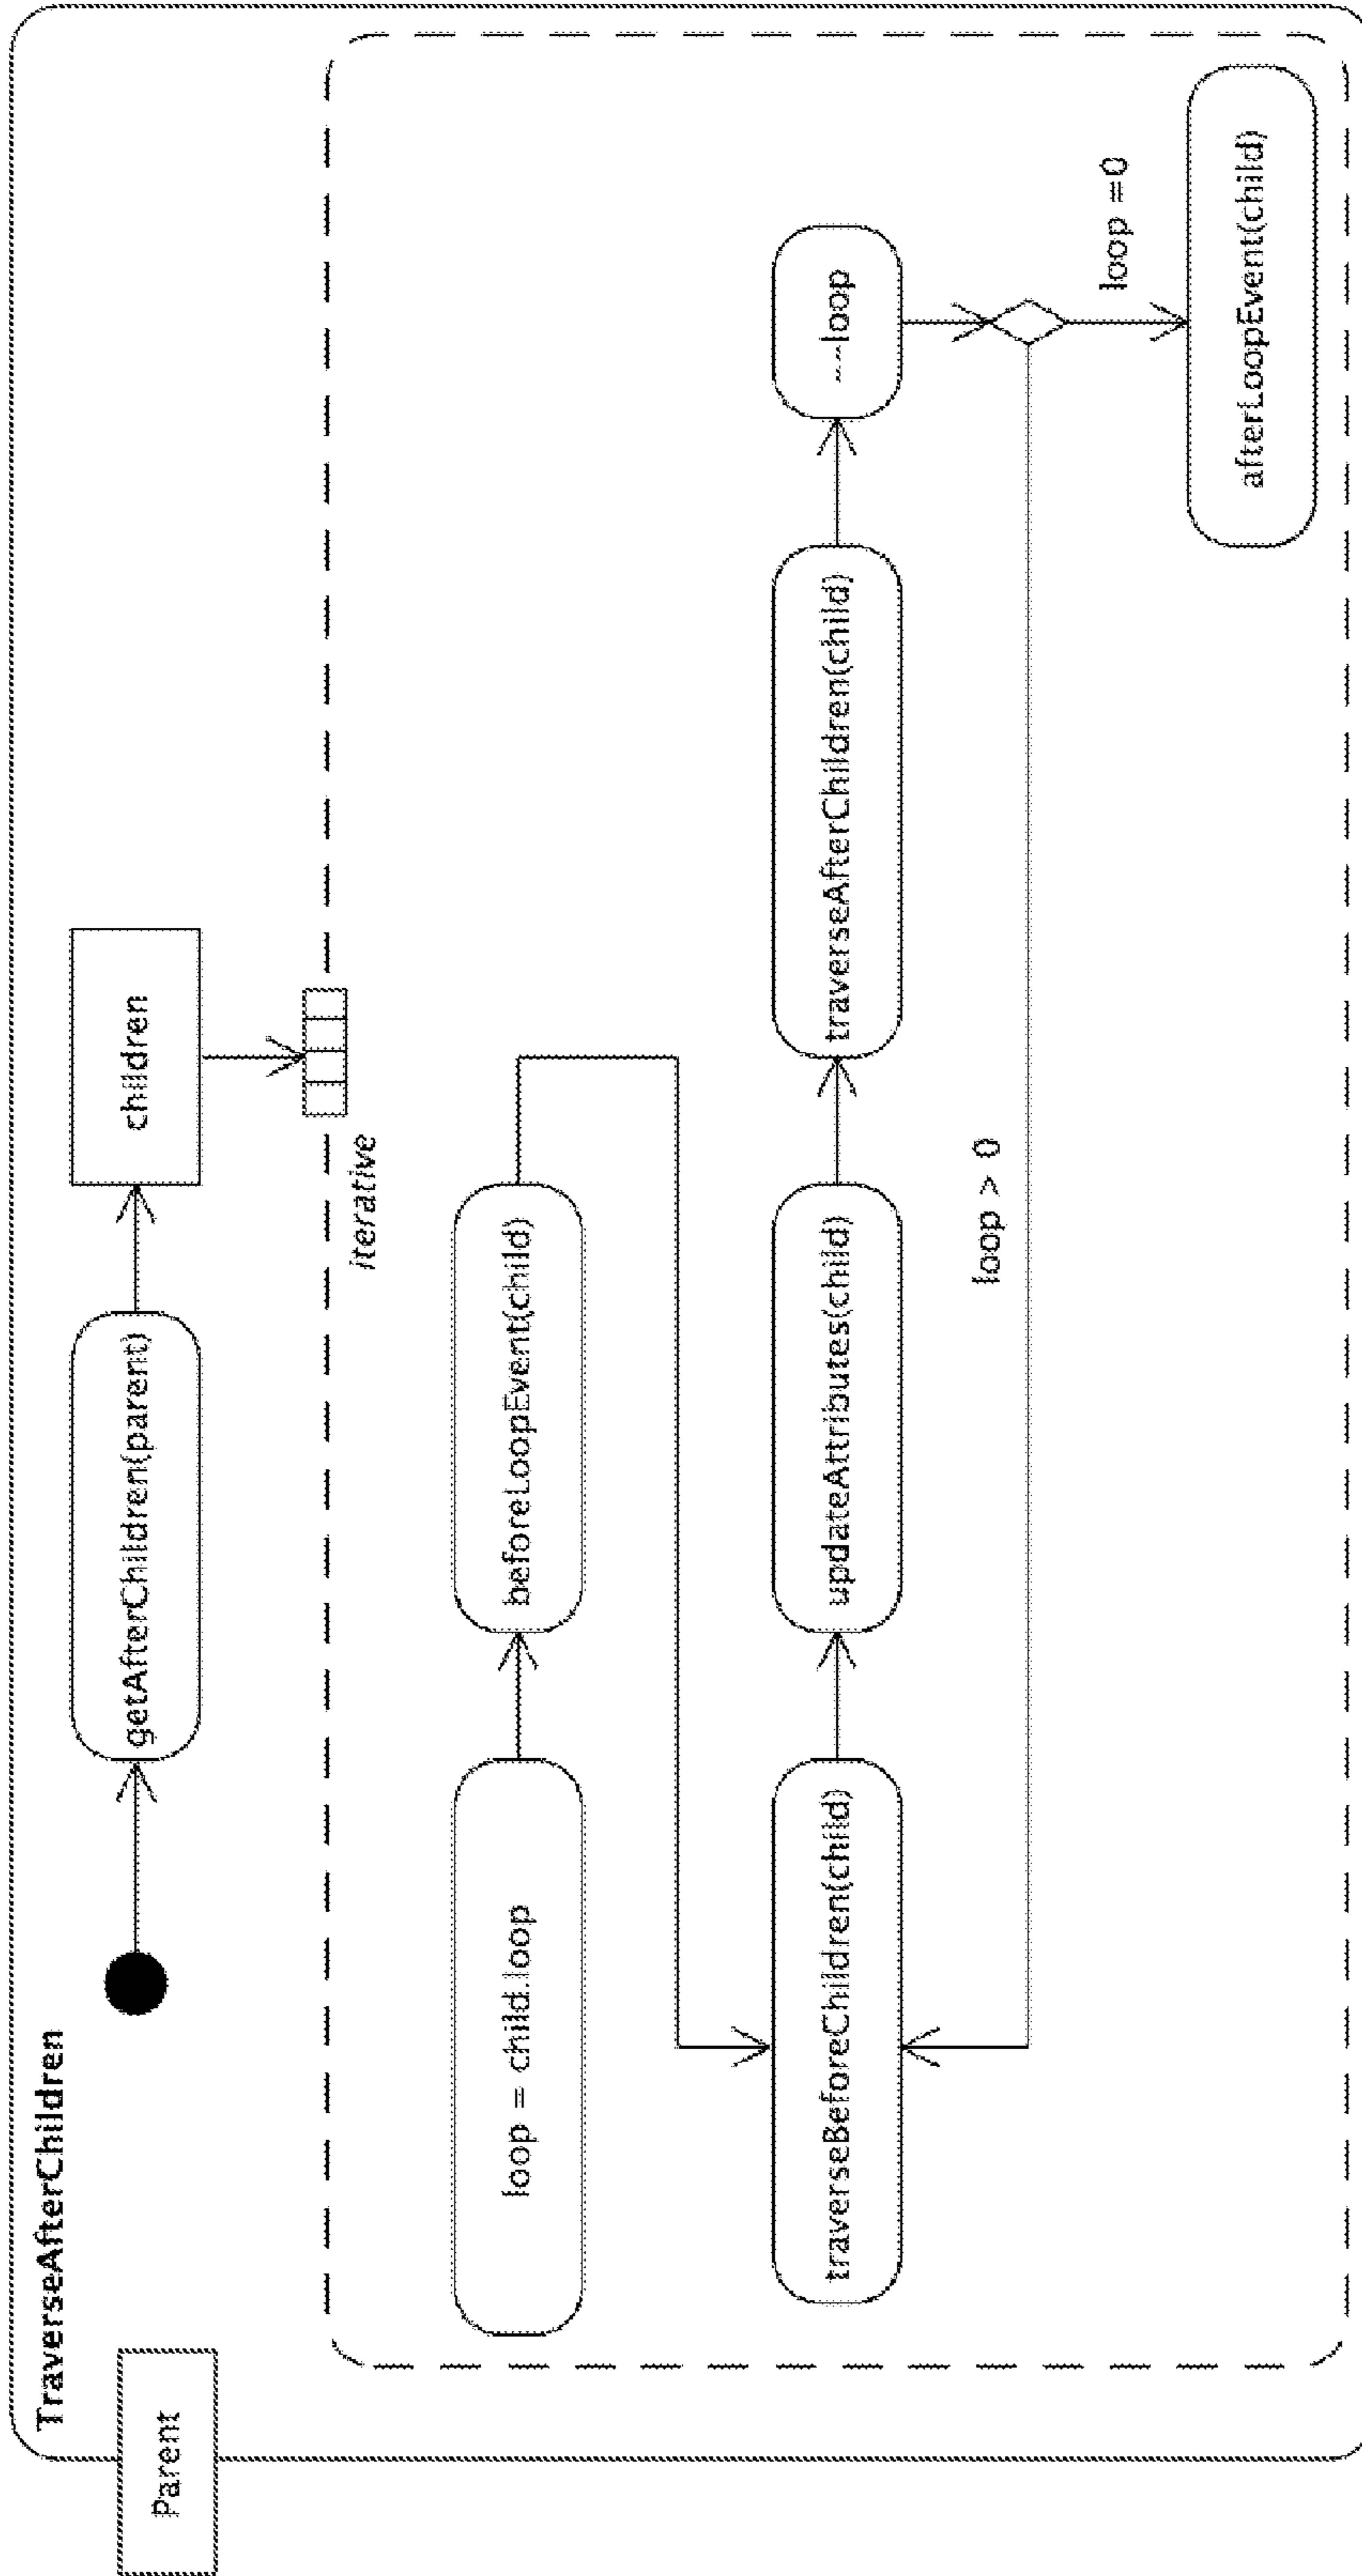 TraverseAfterChildren
Parent
getAfterChildren(parent)
children
iterative
loop = child.loop
beforeLoopEvent(child)
traverseBeforeChildren(child)
updateAttributes(child)
traverseAfterChildren(child)
--loop
loop > 0
loop =0
afterLoopEvent(child)